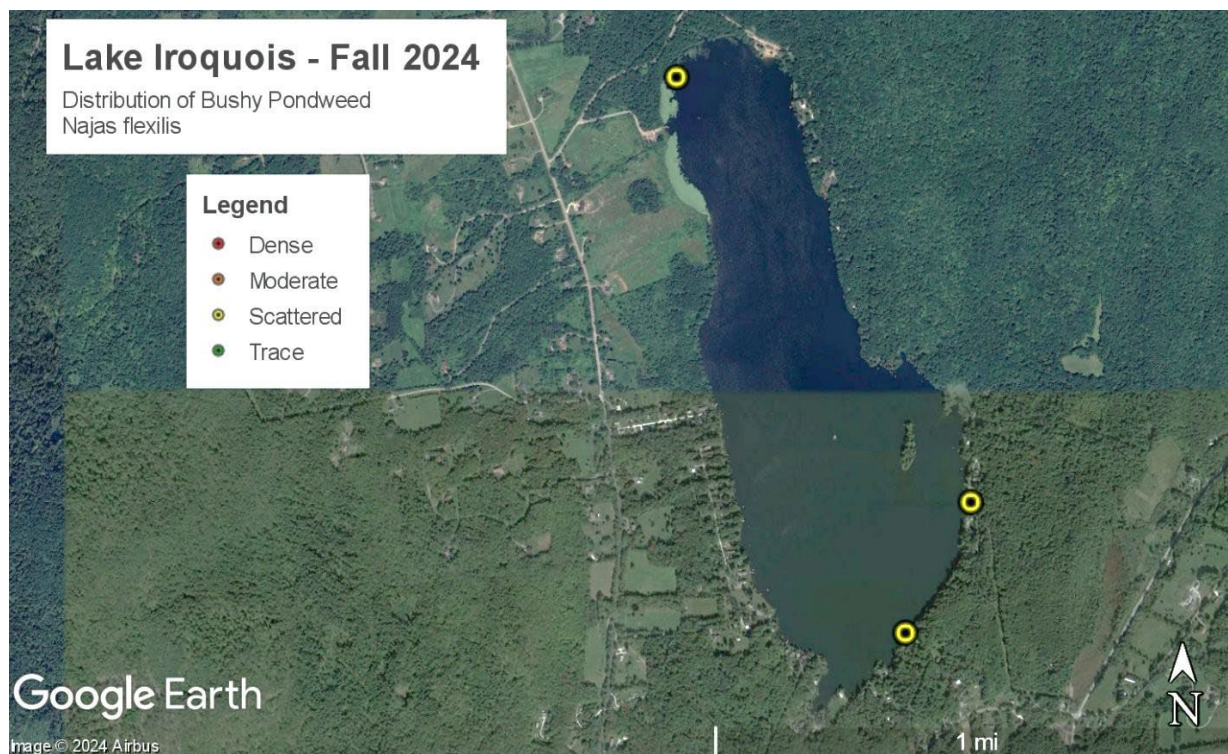 Lake Iroquois - Fall 2024
Distribution of Bushy Pondweed
Najas flexilis
Legend
Dense
Moderate
Scattered
Trace
Google Earth
N
Image © 2024 Airbus
1 mi